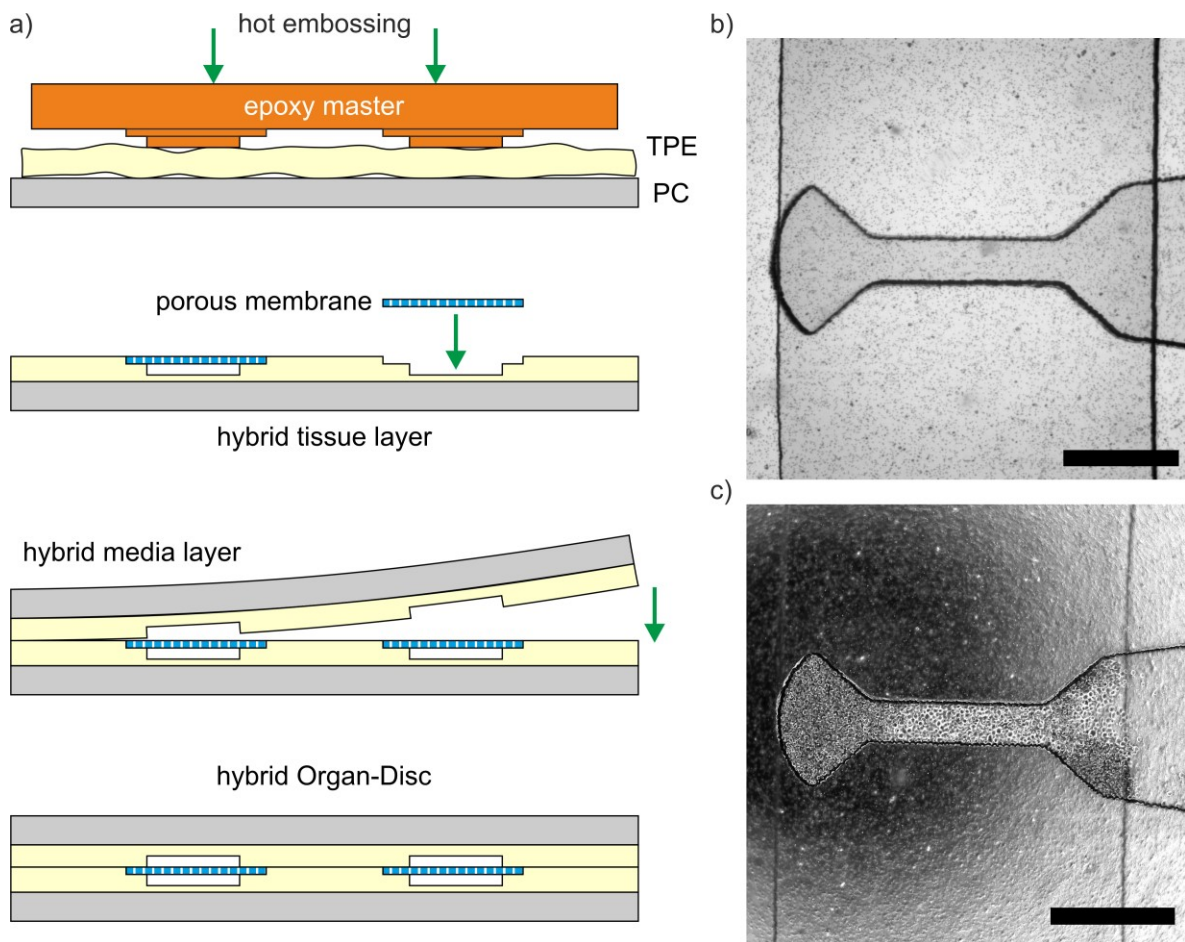 a)
hot embossing
epoxy master
TPE
PC
porous membrane
hybrid tissue layer
hybrid media layer
hybrid Organ-Disc
b)
c)